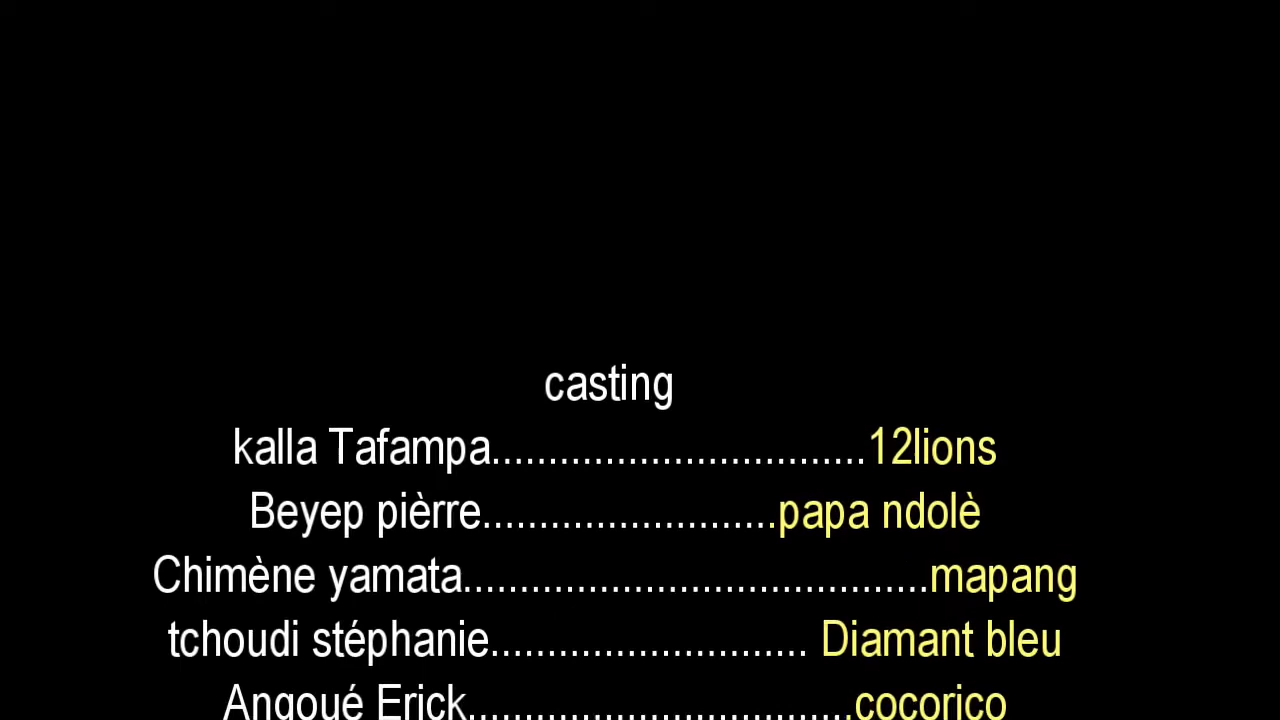 casting
kalla Tafampa.................................12lions
Beyep pièrre..........................papa ndolè
Chimène yamata.........................................mapang
tchoudi stéphanie............................ Diamant bleu
Angoué Erick..................................cocorico